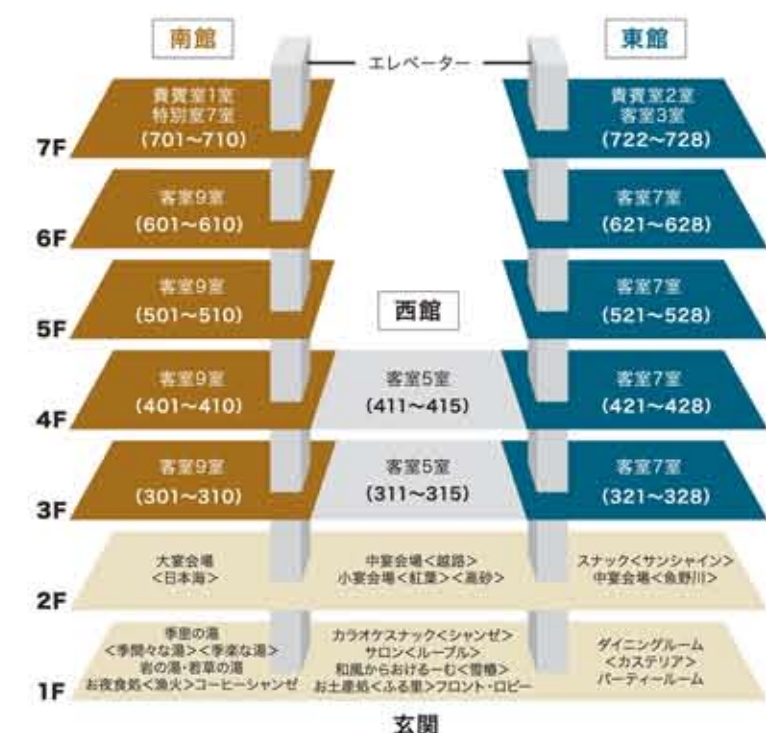 南館
東館
エレベーター
貴賓室1室
特別室7室
(701～710)
貴賓室2室
客室3室
(722～728)
7F
客室9室
(601～610)
客室7室
(621～628)
6F
客室9室
(501～510)
西館
客室7室
(521～528)
5F
客室9室
(401～410)
客室5室
(411～415)
客室7室
(421～428)
4F
客室9室
(301～310)
客室5室
(311～315)
客室7室
(321～328)
3F
大宴会場
<日本海>
中宴会場<越路>
小宴会場<紅葉><高砂>
スナック<サンシャイン>
中宴会場<魚野川>
2F
季里の湯
<季間々な湯><季楽な湯>
岩の湯・若草の湯
お夜食処<漁火>コーヒーシャンゼ
カラオケスナック<シャンゼ>
サロン<ルーブル>
和風からおけるーむ<雪椿>
お土産処<ふる里>フロント・ロビー
ダイニングルーム
<カステリア>
パーティールーム
1F
玄関